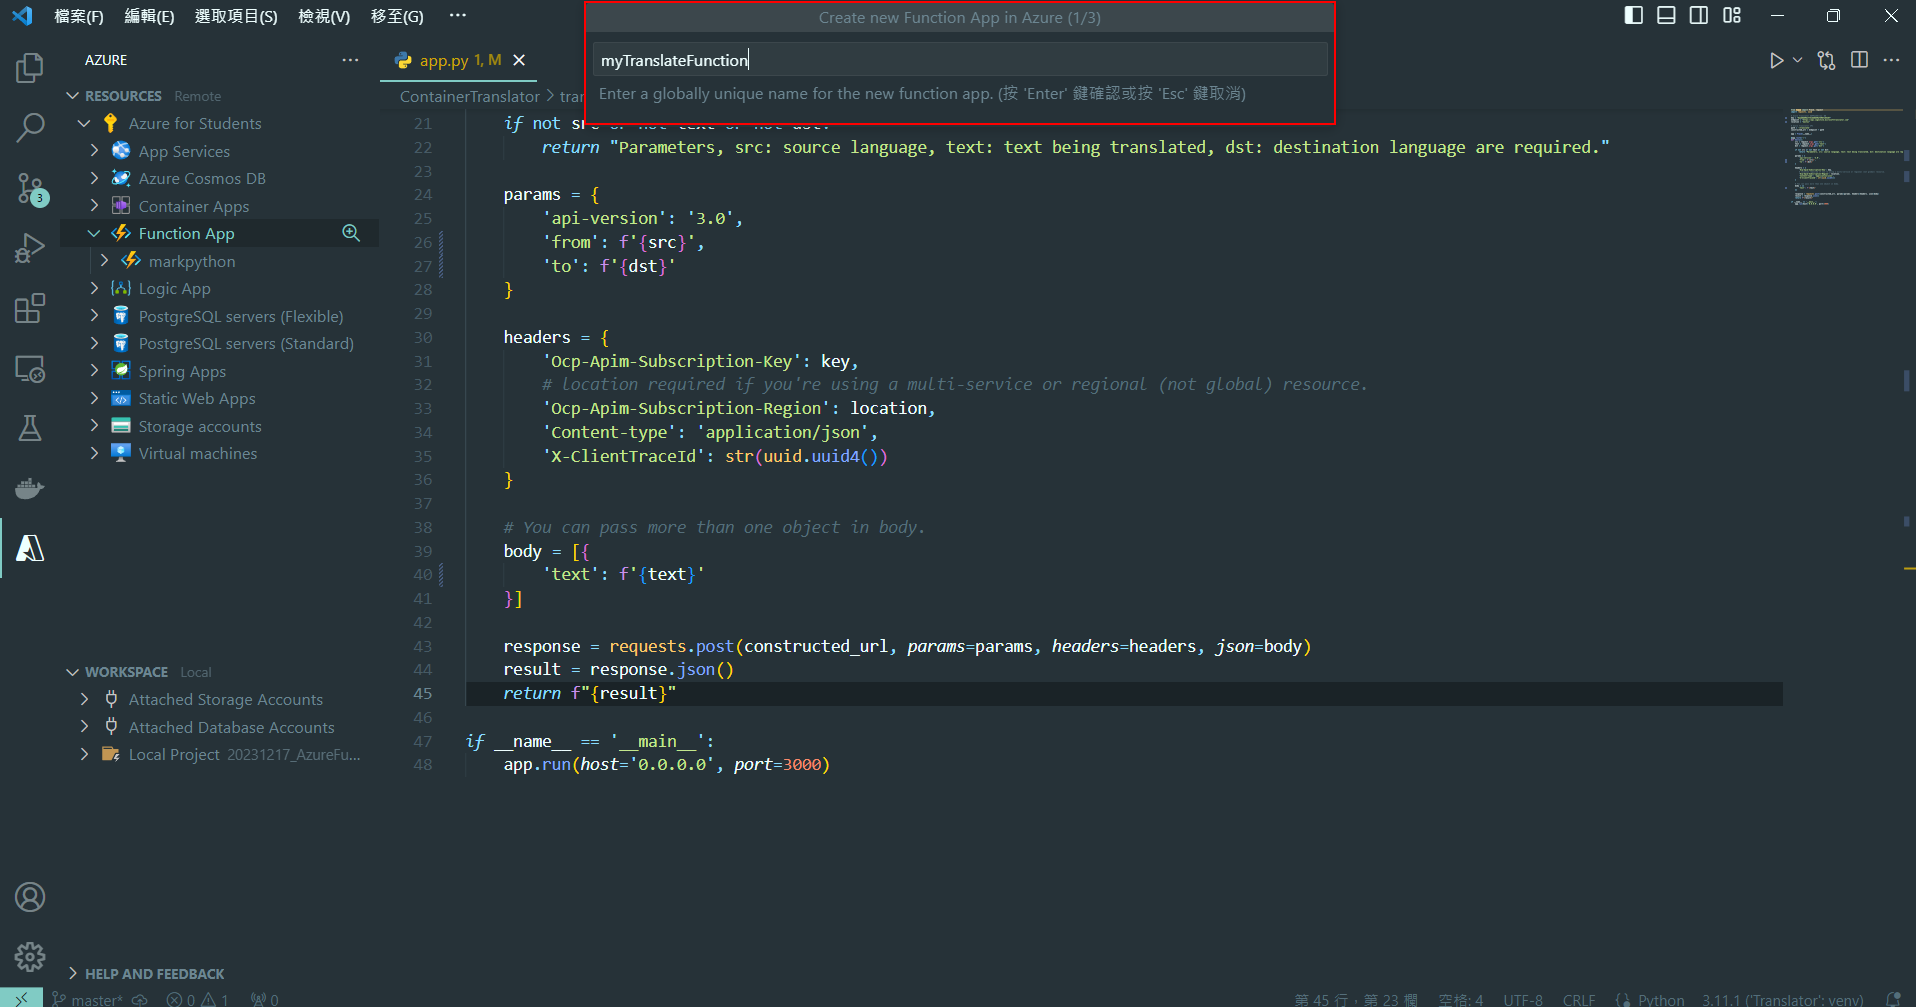 檔案(F) 編輯(E) 選取項目(S) 檢視(V) 移至(G) ···
Create new Function App in Azure (1/3)
myTranslateFunction
Enter a globally unique name for the new function app. (按 'Enter' 鍵確認或按 'Esc' 鍵取消)
AZURE
RESOURCES Remote
Azure for Students
App Services
Azure Cosmos DB
Container Apps
Function App
markpython
Logic App
PostgreSQL servers (Flexible)
PostgreSQL servers (Standard)
Spring Apps
Static Web Apps
Storage accounts
Virtual machines
WORKSPACE Local
Attached Storage Accounts
Attached Database Accounts
Local Project 20231217_AzureFu...
HELP AND FEEDBACK
3
app.py 1, M
ContainerTranslator > tran
21 if not src or not text or not dst:
22 return "Parameters, src: source language, text: text being translated, dst: destination language are required."
23
24 params = {
25 'api-version': '3.0',
26 'from': f'{src}',
27 'to': f'{dst}'
28 }
29
30 headers = {
31 'Ocp-Apim-Subscription-Key': key,
32 # location required if you're using a multi-service or regional (not global) resource.
33 'Ocp-Apim-Subscription-Region': location,
34 'Content-type': 'application/json',
35 'X-ClientTraceId': str(uuid.uuid4())
36 }
37
38 # You can pass more than one object in body.
39 body = [{
40 'text': f'{text}'
41 }]
42
43 response = requests.post(constructed_url, params=params, headers=headers, json=body)
44 result = response.json()
45 return f"{result}"
46
47 if __name__ == '__main__':
48 app.run(host='0.0.0.0', port=3000)
master* 0 1 0 第 45 行，第 23 欄 空格: 4 UTF-8 CRLF Python 3.11.1 ('Translator': venv)